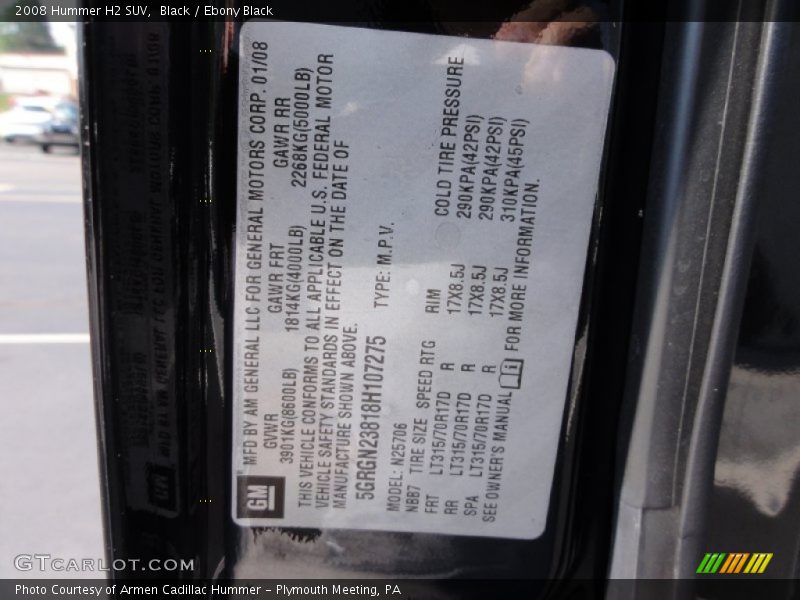 2008 Hummer H2 SUV,  Black / Ebony Black
GM
MFD BY AM GENERAL LLC FOR GENERAL MOTORS CORP. 01/08
GVWR GAWR FRT GAWR RR
3901KG(8600LB) 1814KG(4000LB) 2268KG(5000LB)
THIS VEHICLE CONFORMS TO ALL APPLICABLE U.S. FEDERAL MOTOR
VEHICLE SAFETY STANDARDS IN EFFECT ON THE DATE OF
MANUFACTURE SHOWN ABOVE.
5GRGN23818H107275 TYPE: M.P.V.
MODEL: N25706
NBB7 TIRE SIZE SPEED RTG RIM COLD TIRE PRESSURE
FRT LT315/70R17D R 17X8.5J 290KPA(42PSI)
RR LT315/70R17D R 17X8.5J 290KPA(42PSI)
SPA LT315/70R17D R 17X8.5J 310KPA(45PSI)
SEE OWNER'S MANUAL FOR MORE INFORMATION.
GTCARLOT.COM
Photo Courtesy of Armen Cadillac Hummer - Plymouth Meeting, PA